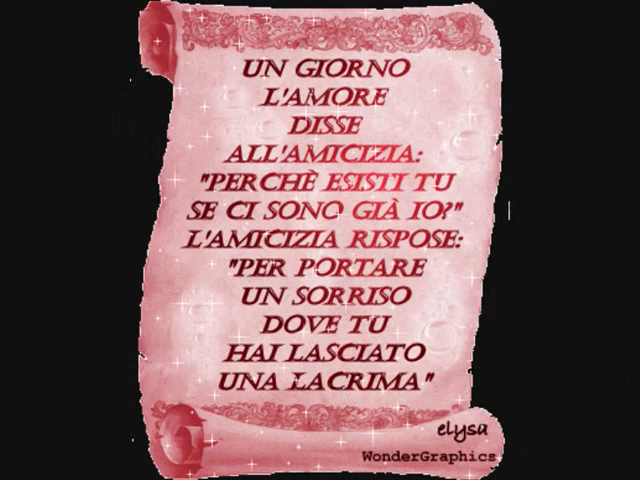 UN GIORNO
L'AMORE
DISSE
ALL'AMICIZIA:
"PERCHÈ ESISTI TU
SE CI SONO GIÀ IO?"
L'AMICIZIA RISPOSE:
"PER PORTARE
UN SORRISO
DOVE TU
HAI LASCIATO
UNA LACRIMA"
elysa
WonderGraphics